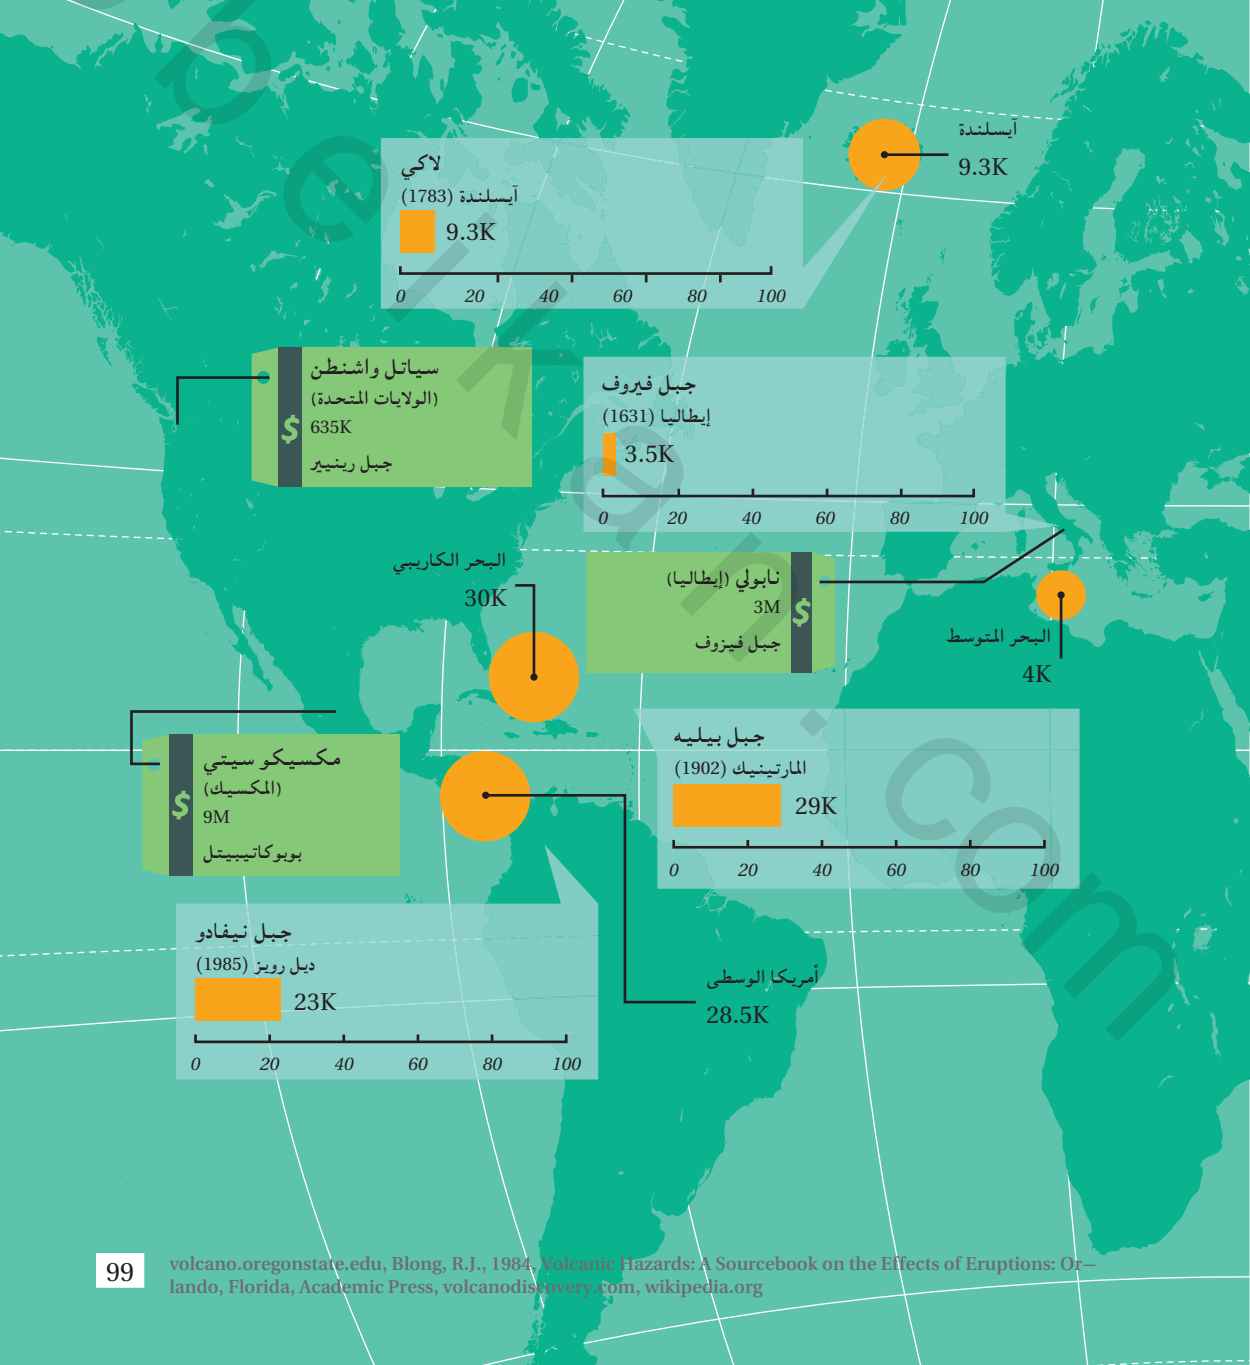 آيسلندة
9.3K
لاكي
آيسلندة (1783)
9.3K
0 20 40 60 80 100
سياتل واشنطن
(الولايات المتحدة)
635K
جبل رينيير
$
جبل فيروف
إيطاليا (1631)
3.5K
0 20 40 60 80 100
البحر الكاريبي
30K
نابولي (إيطاليا)
3M
جبل فيزوف
$
البحر المتوسط
4K
مكسيكو سيتي
(المكسيك)
9M
بوبوكاتيبيتل
$
جبل بيليه
المارتينيك (1902)
29K
0 20 40 60 80 100
جبل نيفادو
ديل رويز (1985)
23K
0 20 40 60 80 100
أمريكا الوسطى
28.5K
99
volcano.oregonstate.edu, Blong, R.J., 1984, Volcanic Hazards: A Sourcebook on the Effects of Eruptions: Or–
lando, Florida, Academic Press, volcanodiscovery.com, wikipedia.org